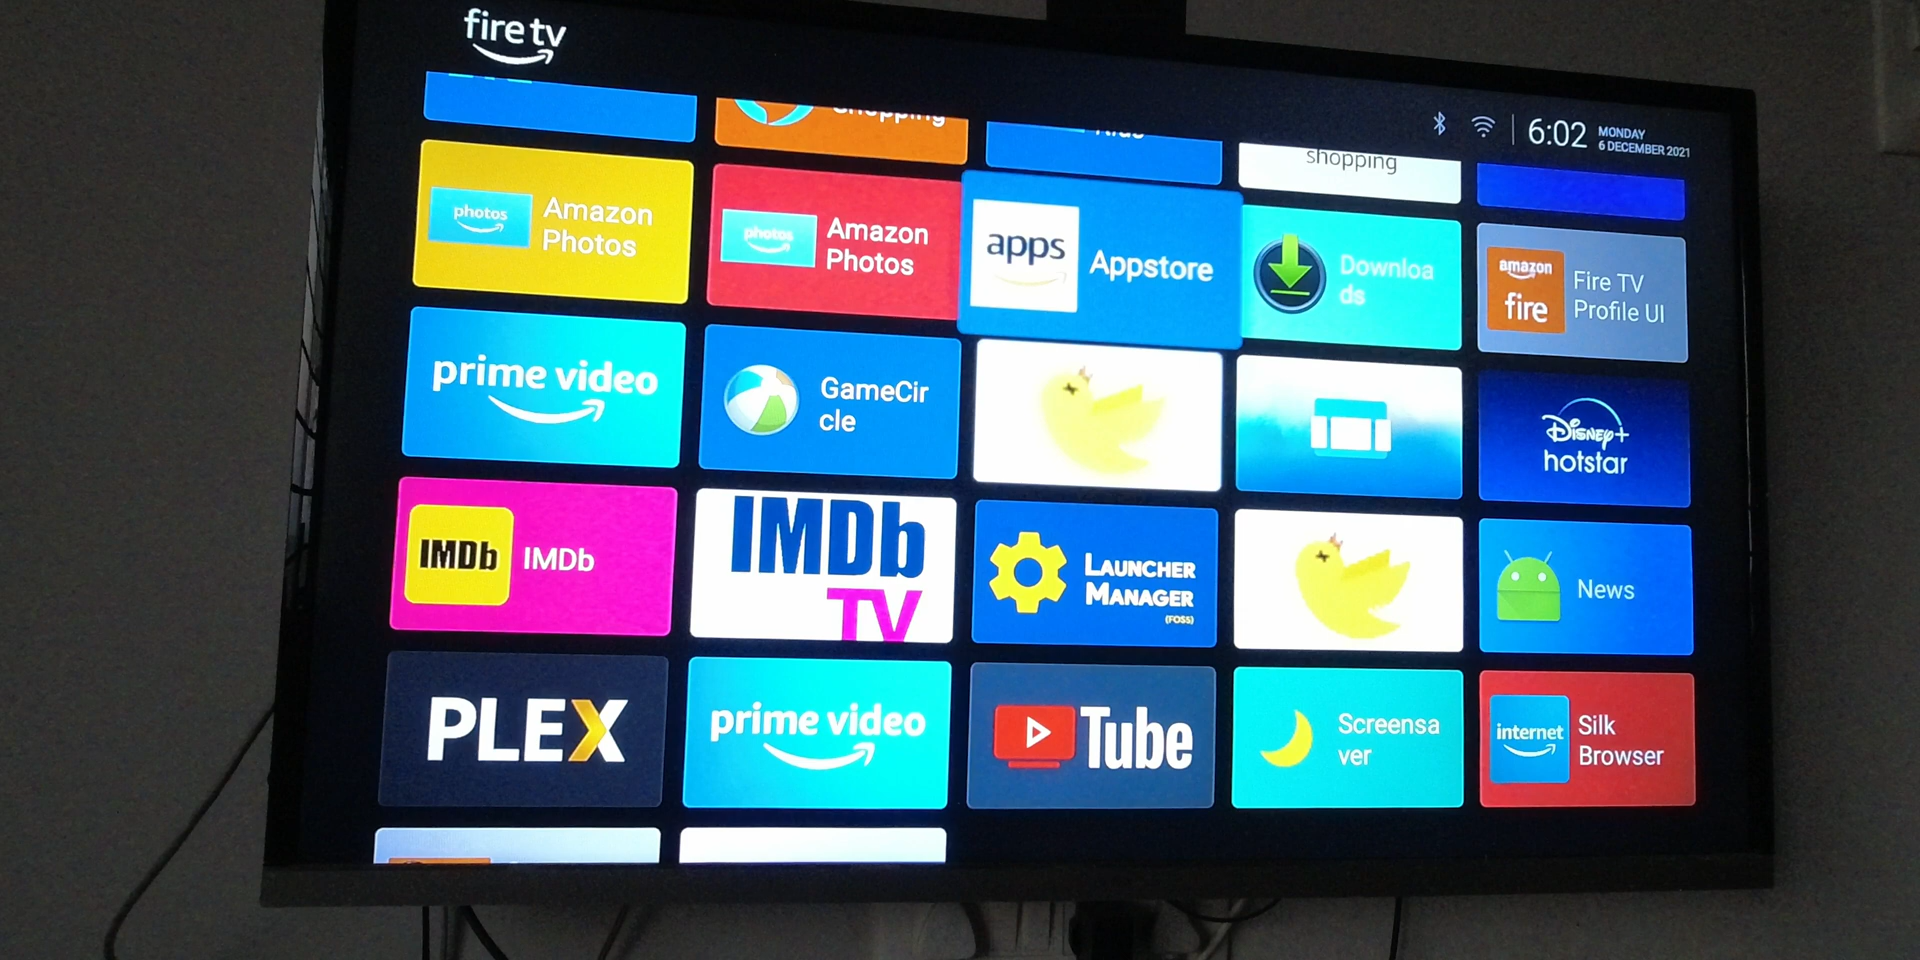 fire tv
Shopping
Kids
shopping
6:02
MONDAY
6 DECEMBER 2021
photos
Amazon
Photos
photos
Amazon
Photos
apps
Appstore
Downloa
ds
amazon
fire
Fire TV
Profile UI
prime video
GameCir
cle
Disney+
hotstar
IMDb
IMDb
IMDb
TV
LAUNCHER
MANAGER
(FOSS)
News
PLEX
prime video
Tube
Screensa
ver
internet
Silk
Browser